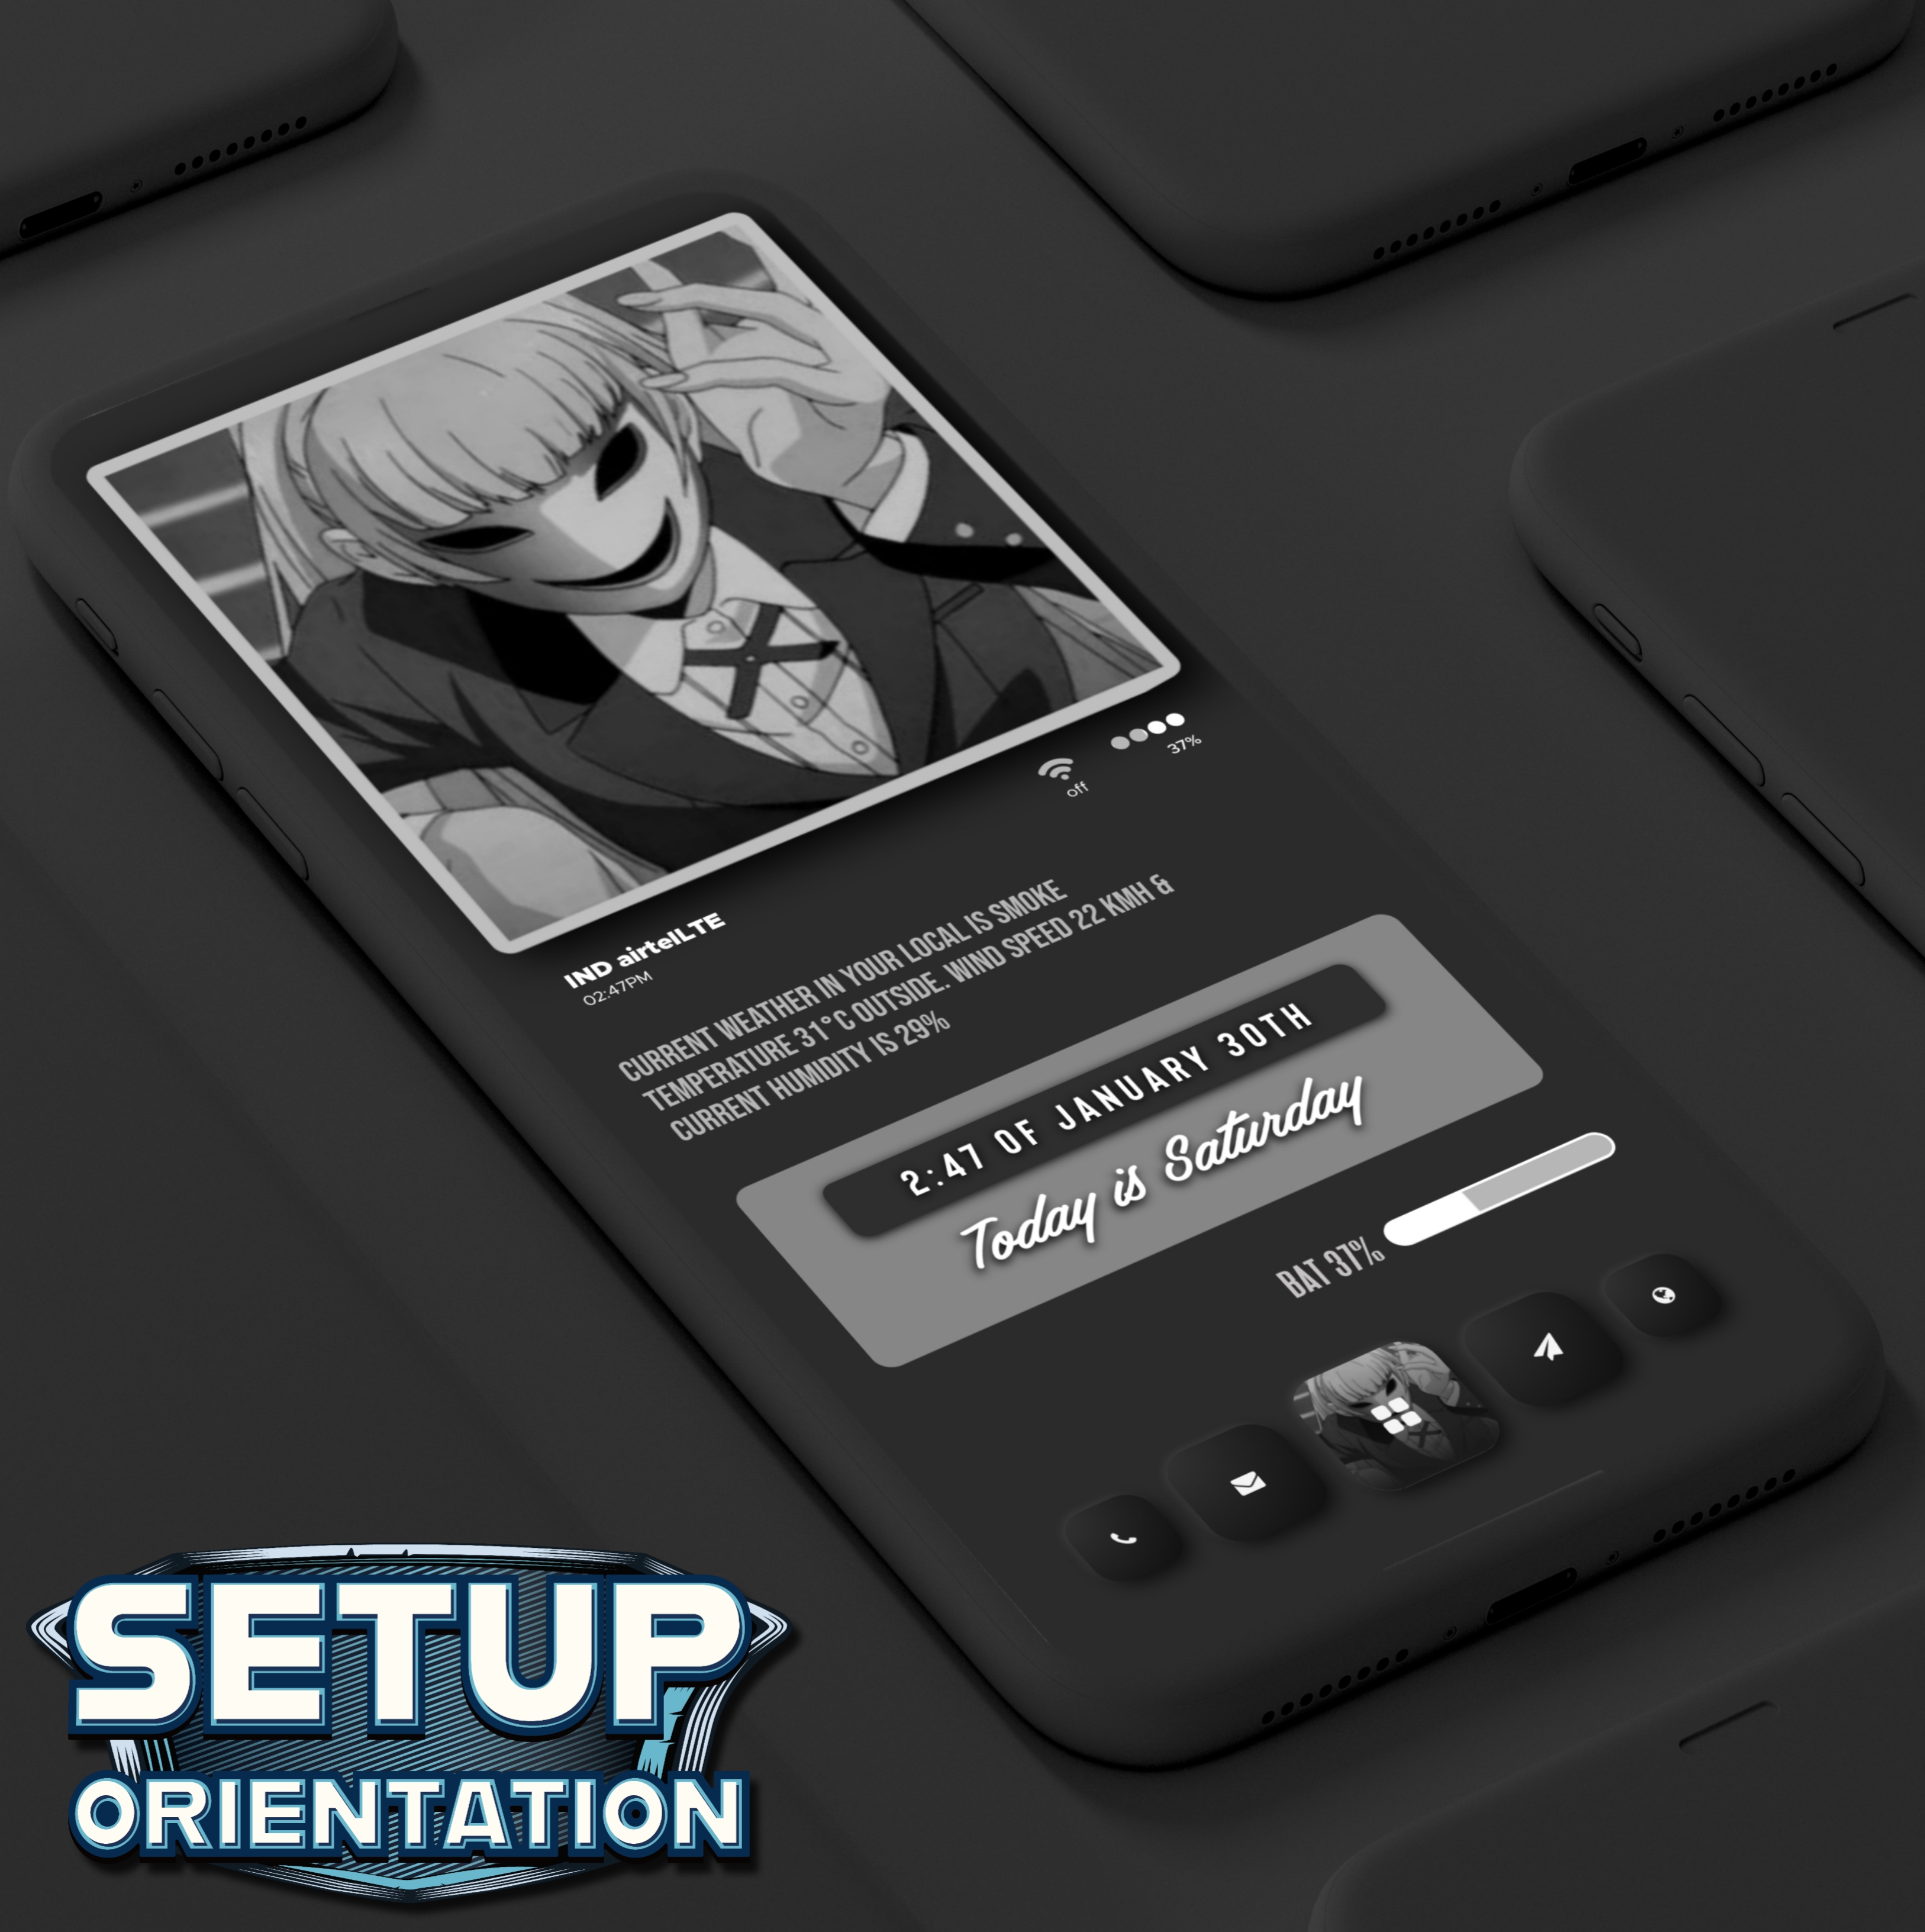 off
37%
IND airtelLTE
02:47PM
CURRENT WEATHER IN YOUR LOCAL IS SMOKE
TEMPERATURE 31°C OUTSIDE. WIND SPEED 22 KMH &
CURRENT HUMIDITY IS 29%
2:47 OF JANUARY 30TH
Today is Saturday
BAT 37%
SETUP
ORIENTATION